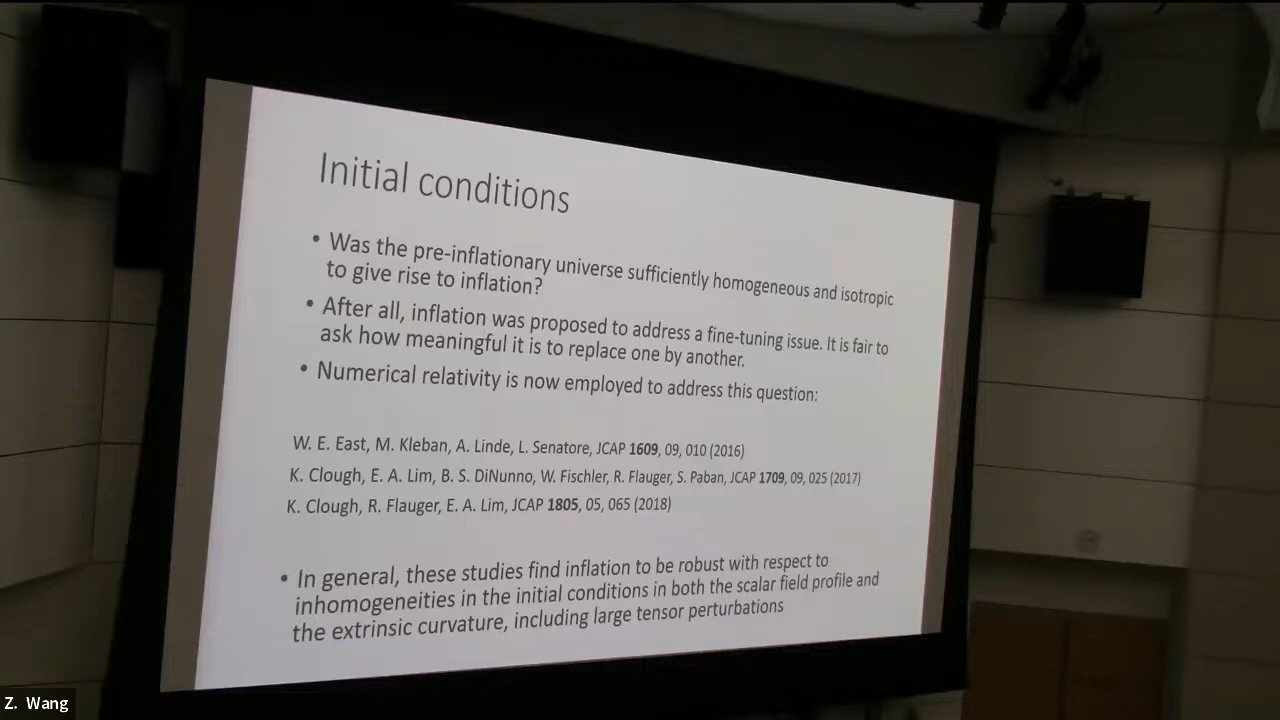 Initial conditions
• Was the pre-inflationary universe sufficiently homogeneous and isotropic
to give rise to inflation?
• After all, inflation was proposed to address a fine-tuning issue. It is fair to
ask how meaningful it is to replace one by another.
• Numerical relativity is now employed to address this question:
W. E. East, M. Kleban, A. Linde, L. Senatore, JCAP 1609, 09, 010 (2016)
K. Clough, E. A. Lim, B. S. DiNunno, W. Fischler, R. Flauger, S. Paban, JCAP 1709, 09, 025 (2017)
K. Clough, R. Flauger, E. A. Lim, JCAP 1805, 05, 065 (2018)
• In general, these studies find inflation to be robust with respect to
inhomogeneities in the initial conditions in both the scalar field profile and
the extrinsic curvature, including large tensor perturbations
Z. Wang